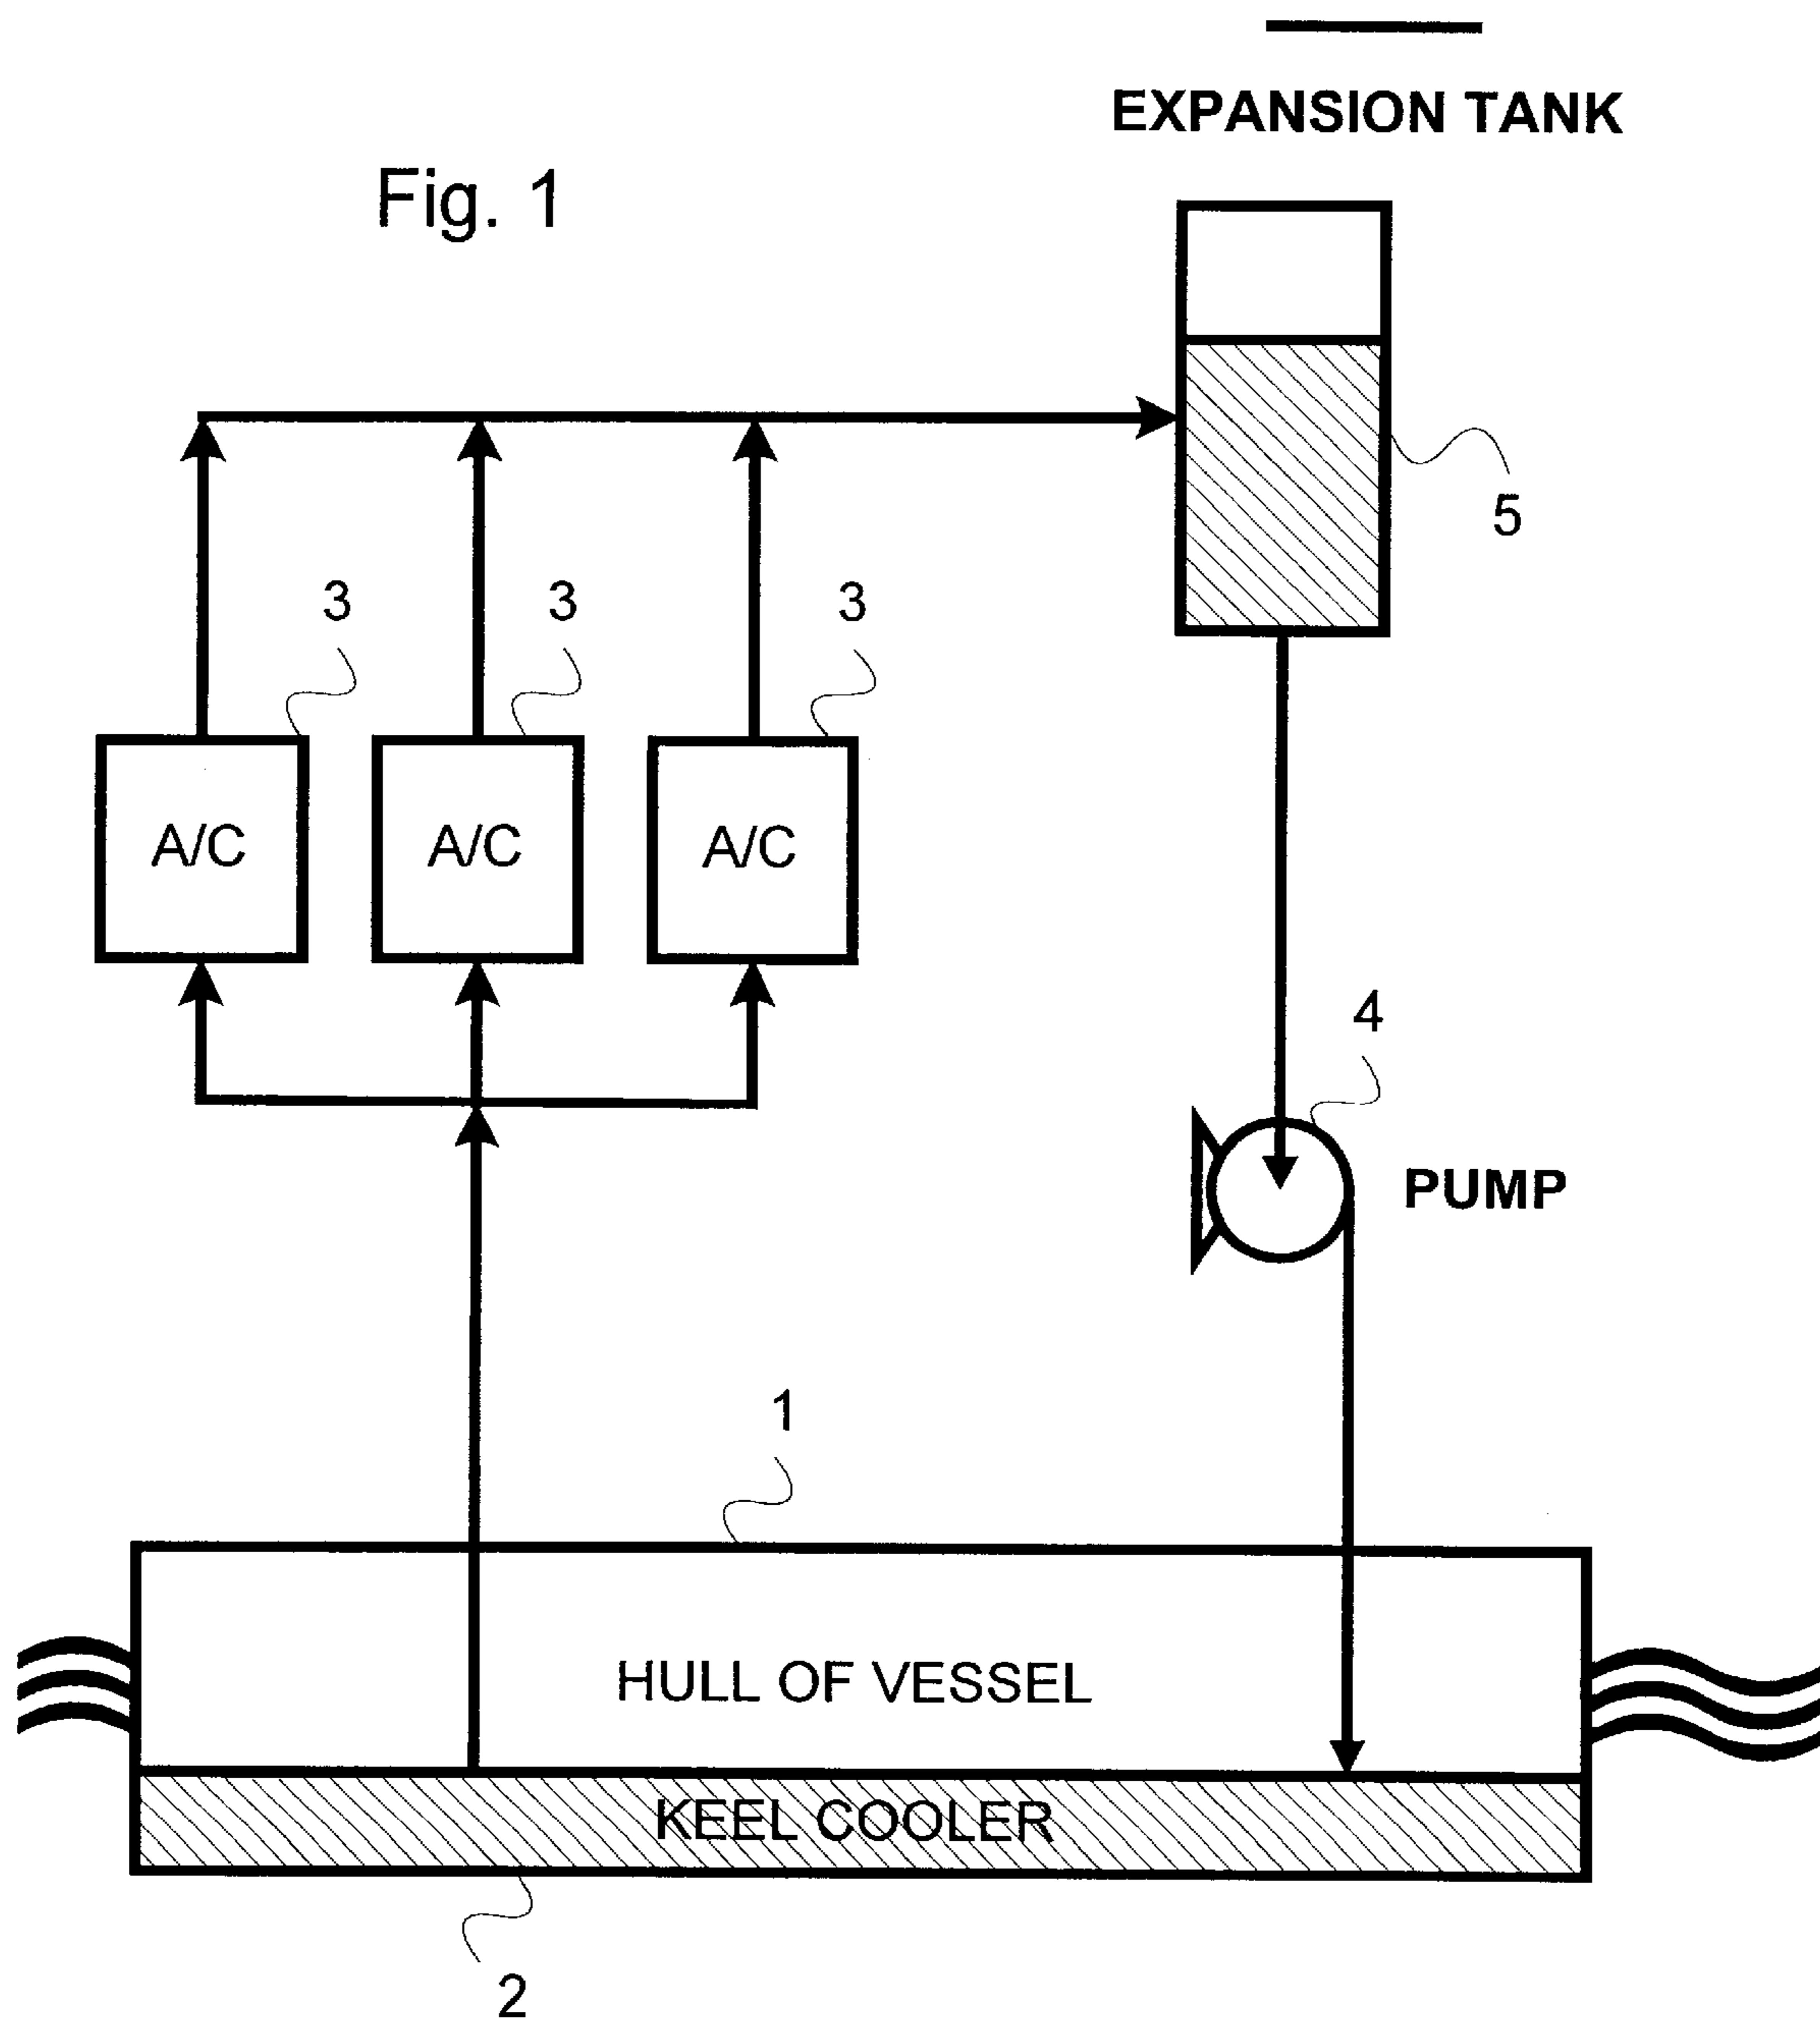 EXPANSION TANK
Fig. 1
5
3 3 3
A/C A/C A/C
4
PUMP
1
HULL OF VESSEL
KEEL COOLER
2